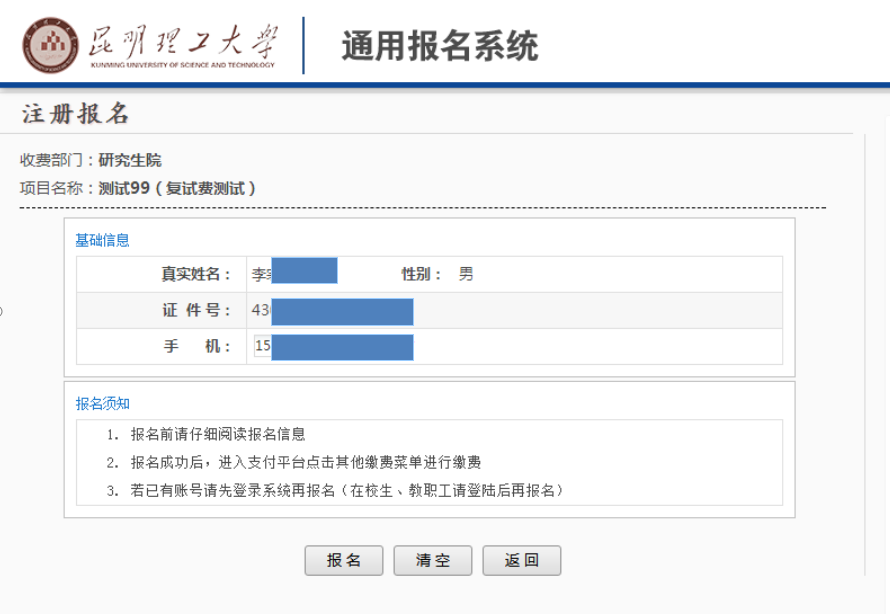 昆明理工大学
KUNMING UNIVERSITY OF SCIENCE AND TECHNOLOGY
通用报名系统
注册报名
收费部门：研究生院
项目名称：测试99（复试费测试）
基础信息
真实姓名： 李 性别： 男
证 件 号： 43
手 机： 15
报名须知
1. 报名前请仔细阅读报名信息
2. 报名成功后，进入支付平台点击其他缴费菜单进行缴费
3. 若已有账号请先登录系统再报名（在校生、教职工请登陆后再报名）
报 名 清 空 返 回